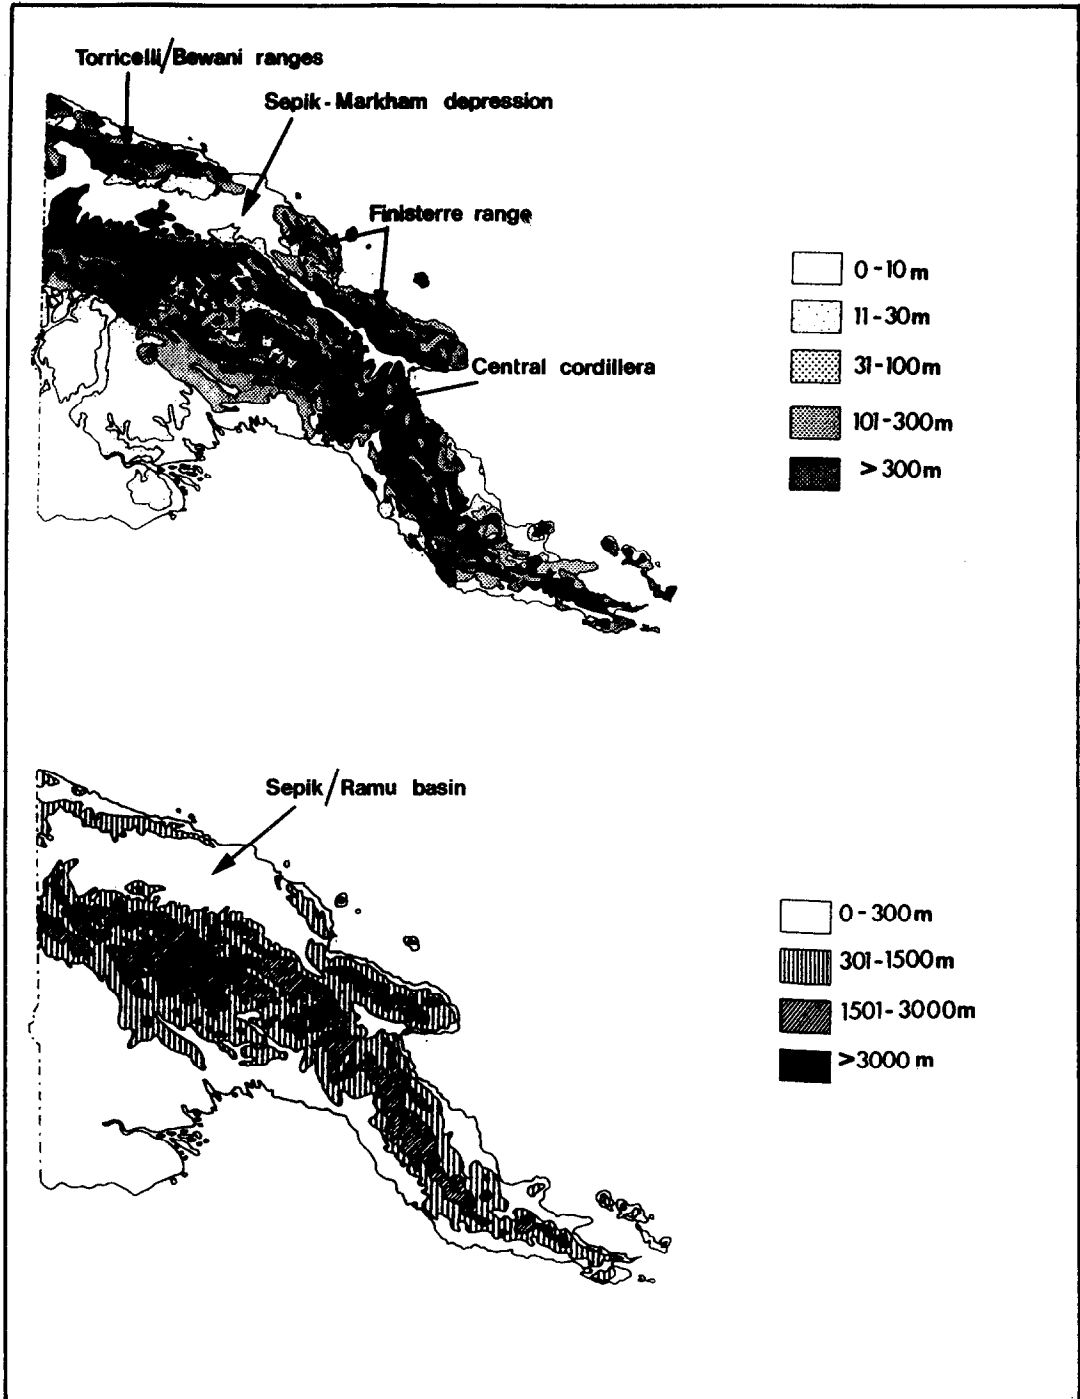 Torricelli/Bewani ranges
Sepik-Markham depression
Finisterre range
Central cordillera
0-10m
11-30m
31-100m
101-300m
>300m
Sepik/Ramu basin
0-300m
301-1500m
1501-3000m
>3000m